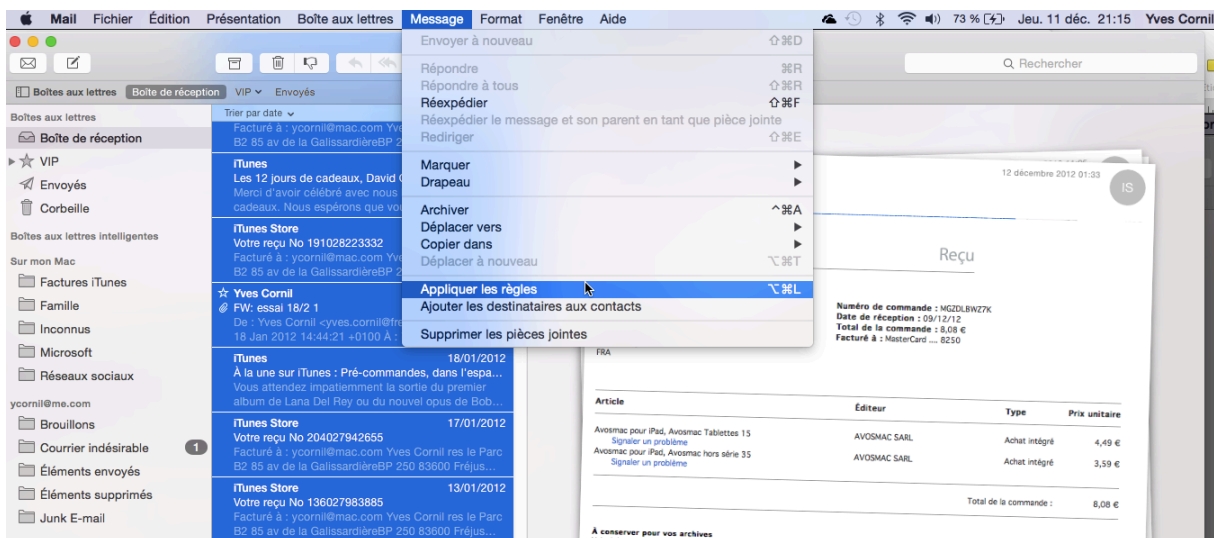 Mail Fichier Édition Présentation Boîte aux lettres Message Format Fenêtre Aide 73 % Jeu. 11 déc. 21:15 Yves Cornil
Rechercher
Boîtes aux lettres Boîte de réception VIP Envoyés
Boîtes aux lettres
Boîte de réception
VIP
Envoyés
Corbeille
Boîtes aux lettres intelligentes
Sur mon Mac
Factures iTunes
Famille
Inconnus
Microsoft
Réseaux sociaux
ycornil@me.com
Brouillons
Courrier indésirable 1
Éléments envoyés
Éléments supprimés
Junk E-mail
Trier par date
Facturé à : ycornil@mac.com Yve
B2 85 av de la GalissardièreBP 2
iTunes
Les 12 jours de cadeaux, David
Merci d'avoir célébré avec nous
cadeaux. Nous espérons que vo
iTunes Store
Votre reçu No 191028223332
Facturé à : ycornil@mac.com Yve
B2 85 av de la GalissardièreBP 2
Yves Cornil
FW: essai 18/2 1
De : Yves Cornil <yves.cornil@fre
18 Jan 2012 14:44:21 +0100 À :
iTunes 18/01/2012
À la une sur iTunes : Pré-commandes, dans l'espa...
Vous attendez impatiemment la sortie du premier
album de Lana Del Rey ou du nouvel opus de Bob...
iTunes Store 17/01/2012
Votre reçu No 204027942655
Facturé à : ycornil@mac.com Yves Cornil res le Parc
B2 85 av de la GalissardièreBP 250 83600 Fréjus...
iTunes Store 13/01/2012
Votre reçu No 136027983885
Facturé à : ycornil@mac.com Yves Cornil res le Parc
B2 85 av de la GalissardièreBP 250 83600 Fréjus...
Envoyer à nouveau ⇧⌘D
Répondre ⌘R
Répondre à tous ⇧⌘R
Réexpédier ⇧⌘F
Réexpédier le message et son parent en tant que pièce jointe
Rediriger ⇧⌘E
Marquer
Drapeau
Archiver ^⌘A
Déplacer vers
Copier dans
Déplacer à nouveau ⌥⌘T
Appliquer les règles ⌥⌘L
Ajouter les destinataires aux contacts
Supprimer les pièces jointes
12 décembre 2012 01:33
IS
Reçu
Numéro de commande : MGZDLBWZ7K
Date de réception : 09/12/12
Total de la commande : 8,08 €
Facturé à : MasterCard .... 8250
FRA
Article Éditeur Type Prix unitaire
Avosmac pour iPad, Avosmac Tablettes 15 AVOSMAC SARL Achat intégré 4,49 €
Signaler un problème
Avosmac pour iPad, Avosmac hors série 35 AVOSMAC SARL Achat intégré 3,59 €
Signaler un problème
Total de la commande : 8,08 €
À conserver pour vos archives